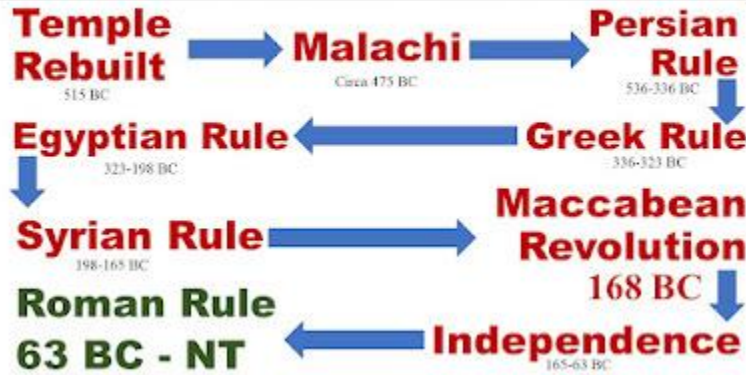 Temple
Rebuilt
515 BC
Malachi
Circa 475 BC
Persian
Rule
536-336 BC
Greek Rule
336-323 BC
Egyptian Rule
323-198 BC
Syrian Rule
198-165 BC
Maccabean
Revolution
168 BC
Independence
165-63 BC
Roman Rule
63 BC - NT